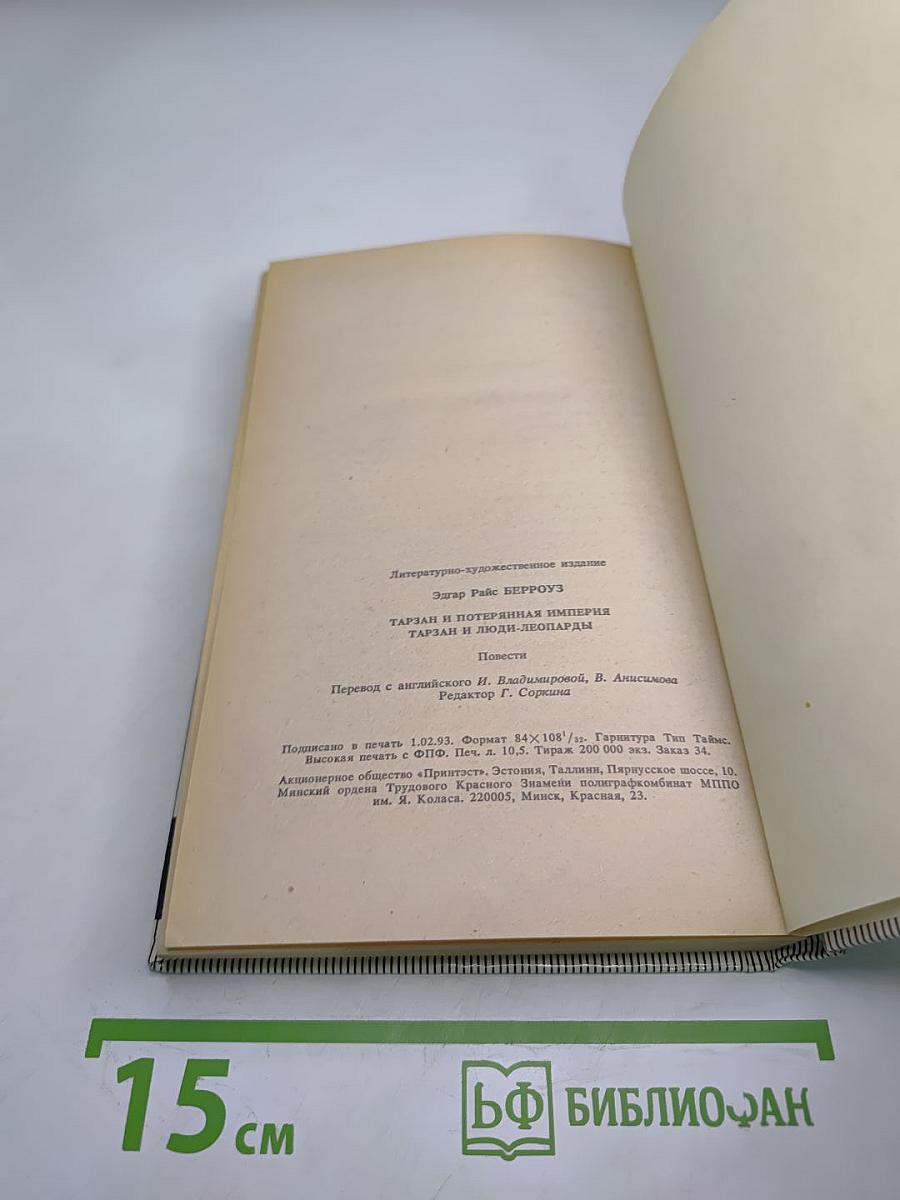 Литературно-художественное издание
Эдгар Райс БЕРРОУЗ
ТАРЗАН И ПОТЕРЯННАЯ ИМПЕРИЯ
ТАРЗАН И ЛЮДИ-ЛЕОПАРДЫ
Повести
Перевод с английского И. Владимировой, В. Анисимова
Редактор Г. Соркина
Подписано в печать 1.02.93. Формат 84×108¹/₃₂. Гарнитура Тип Таймс.
Высокая печать с ФПФ. Печ. л. 10,5. Тираж 200 000 экз. Заказ 34.
Акционерное общество «Принтэст». Эстония, Таллинн, Пярнусское шоссе, 10.
Минский ордена Трудового Красного Знамени полиграфкомбинат МППО
им. Я. Коласа. 220005, Минск, Красная, 23.
15 см
БФ БИБЛИОФАН